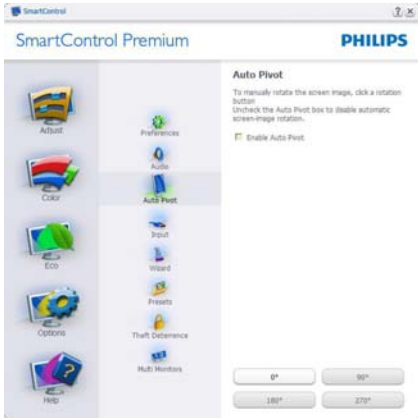 SmartControl
SmartControl Premium
PHILIPS
Adjust
Color
Eco
Options
Help
Preferences
Audio
Auto Pivot
Input
Wizard
Presets
Theft Deterrence
Multi Monitors
Auto Pivot
To manually rotate the screen image, click a rotation
button
Uncheck the Auto Pivot box to disable automatic
screen-image rotation.
Enable Auto Pivot
0°
90°
180°
270°